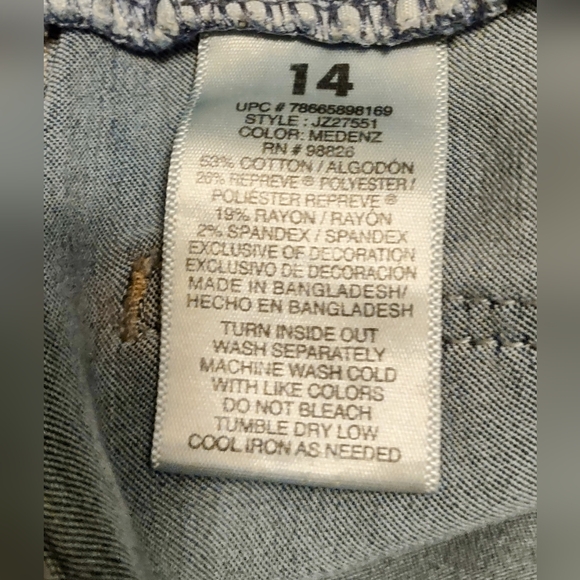 14
UPC # 78665898169
STYLE : JZ27551
COLOR: MEDENZ
RN # 98826
53% COTTON / ALGODÓN
26% REPREVE ® POLYESTER /
POLIÉSTER REPREVE ®
19% RAYON / RAYÓN
2% SPANDEX / SPANDEX
EXCLUSIVE OF DECORATION
EXCLUSIVO DE DECORACION
MADE IN BANGLADESH/
HECHO EN BANGLADESH
TURN INSIDE OUT
WASH SEPARATELY
MACHINE WASH COLD
WITH LIKE COLORS
DO NOT BLEACH
TUMBLE DRY LOW
COOL IRON AS NEEDED